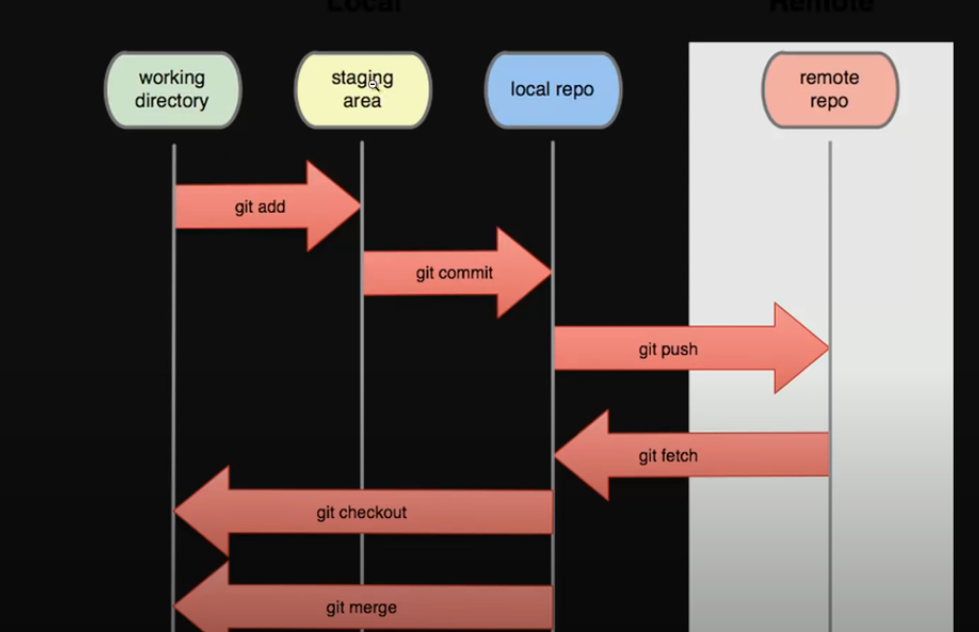 Local
Remote
working
directory
staging
area
local repo
remote
repo
git add
git commit
git push
git fetch
git checkout
git merge